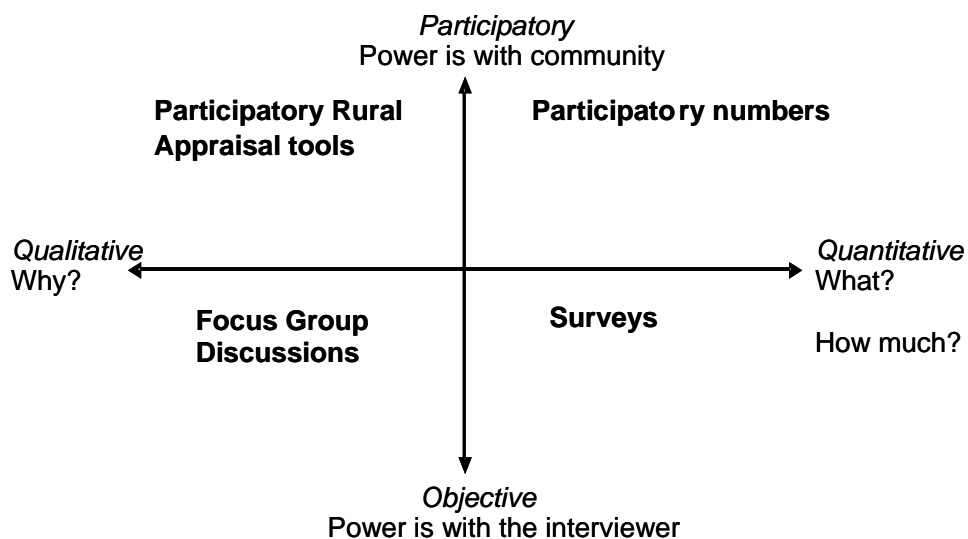 Participatory
Power is with community
Participatory Rural
Appraisal tools
Participatory numbers
Qualitative
Why?
Quantitative
What?
How much?
Focus Group
Discussions
Surveys
Objective
Power is with the interviewer